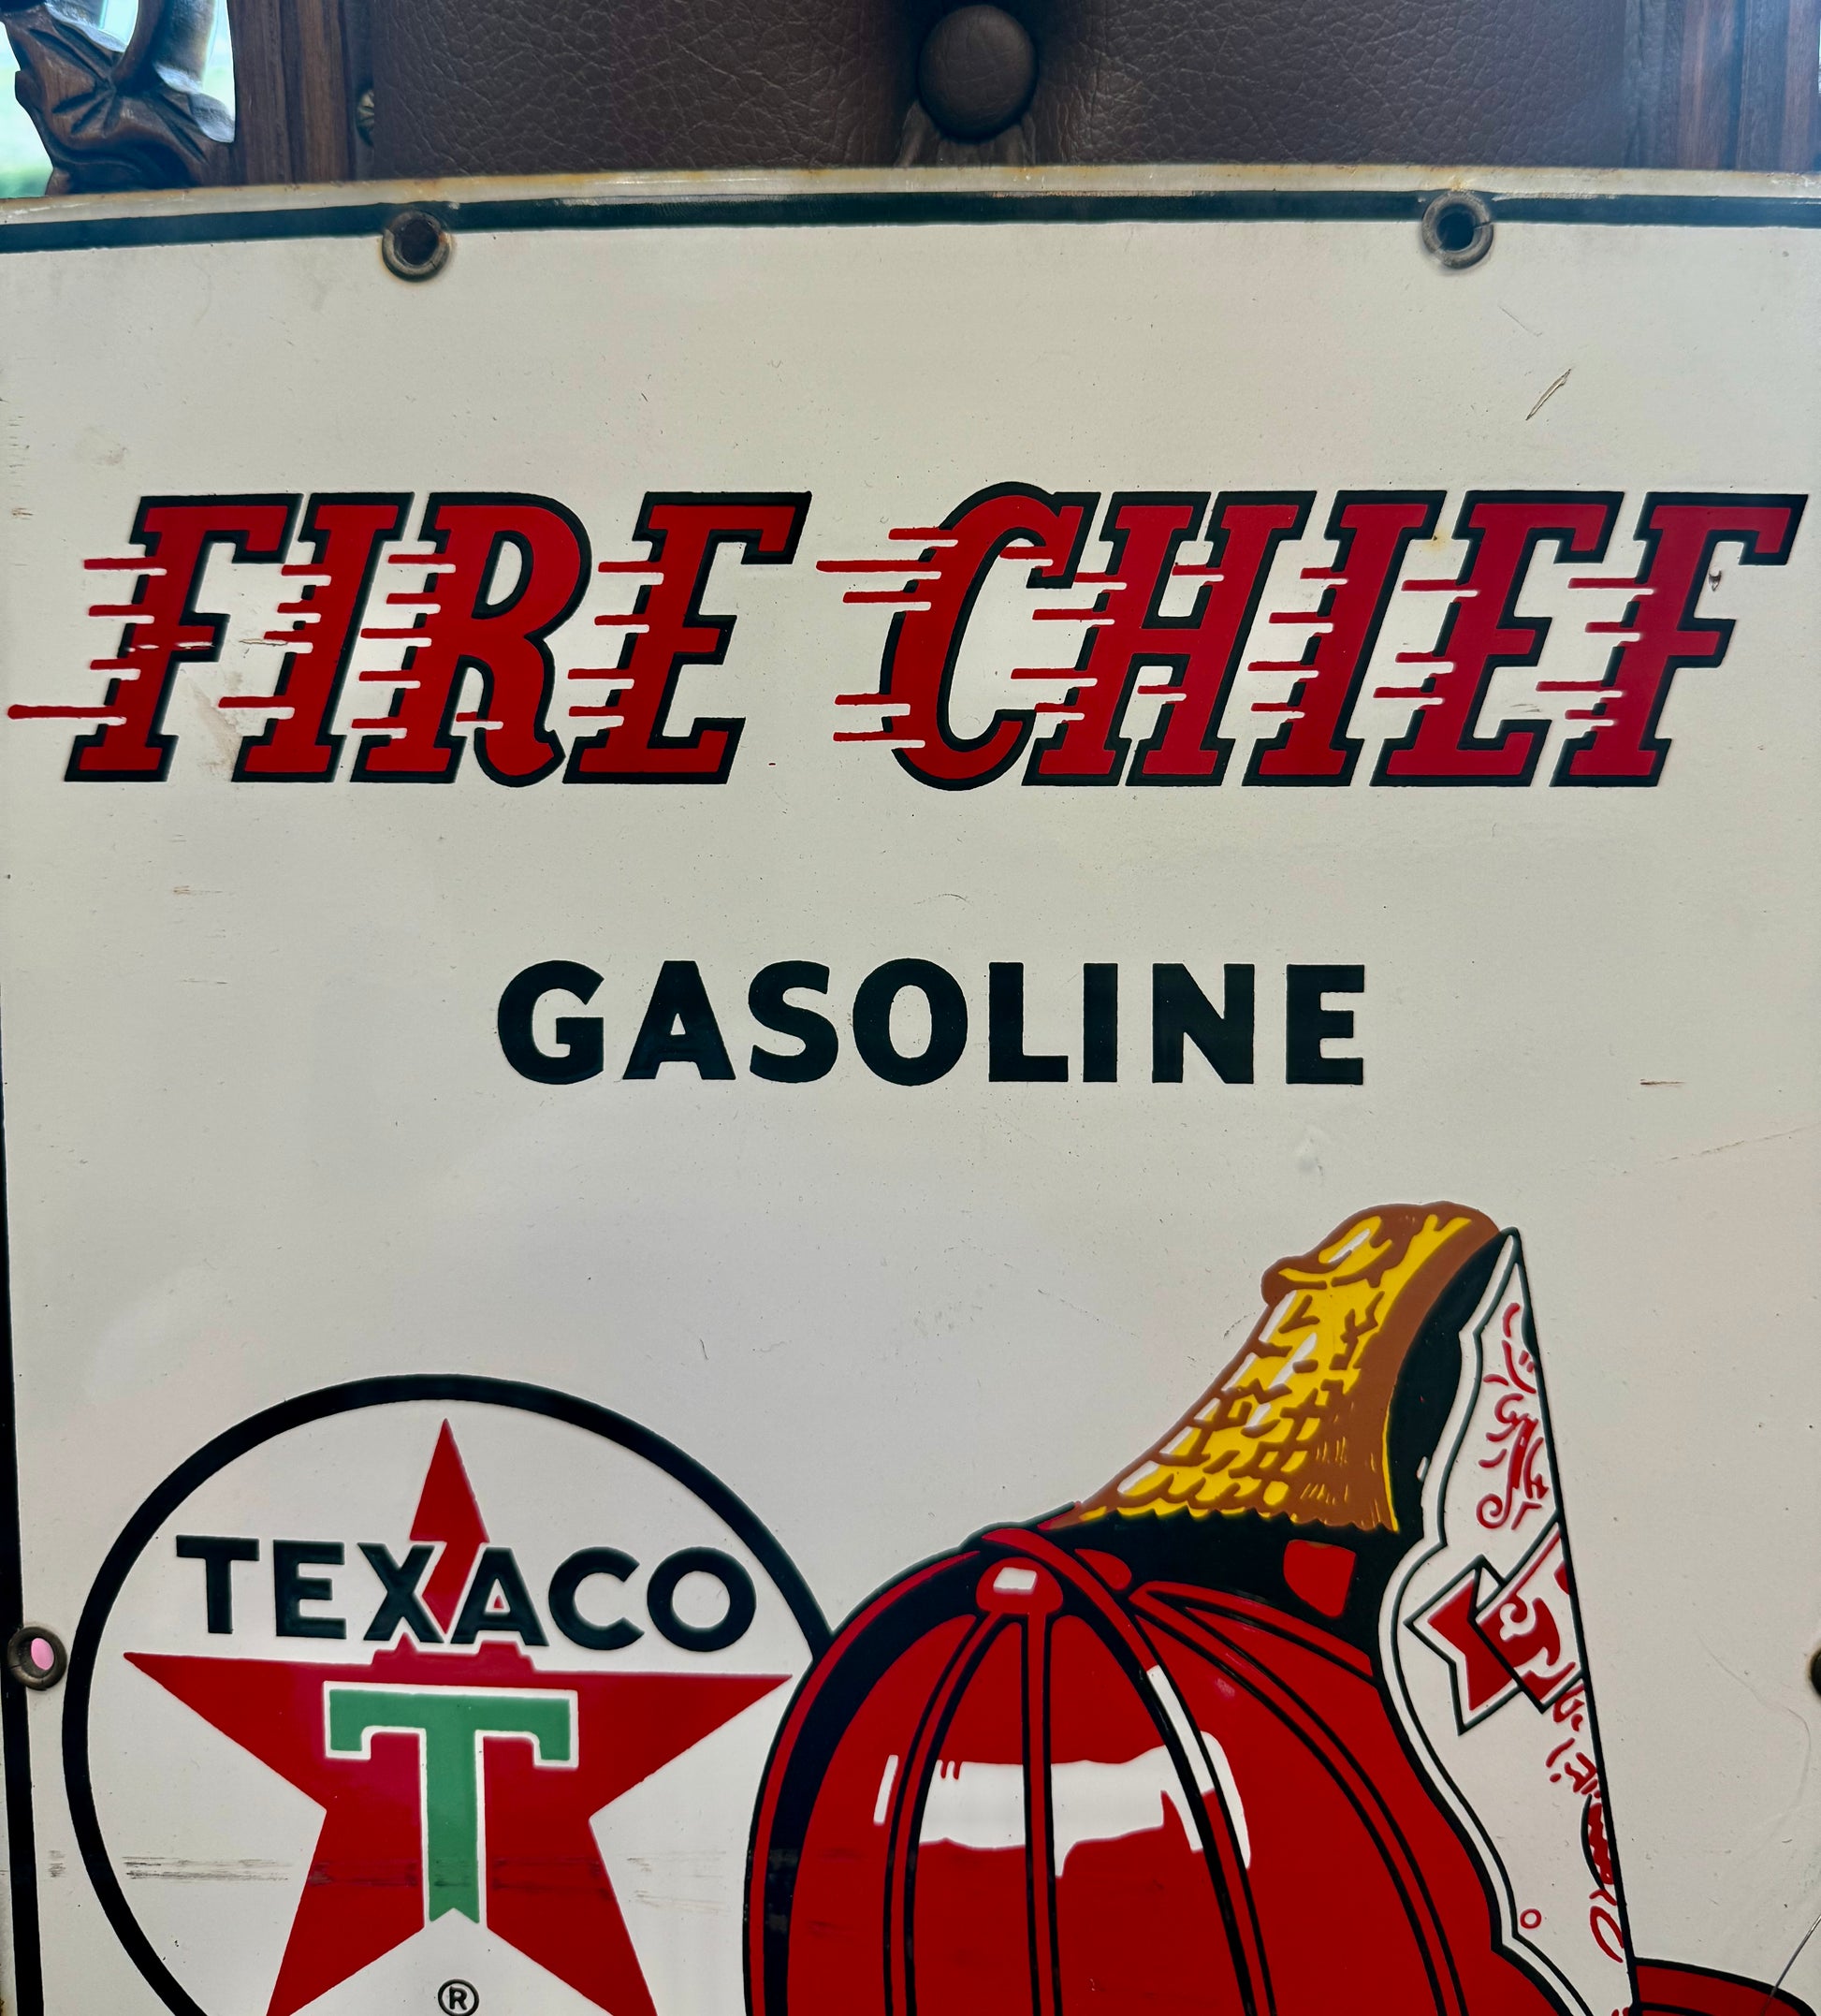 FIRE CHIEF
GASOLINE
TEXACO
T
®